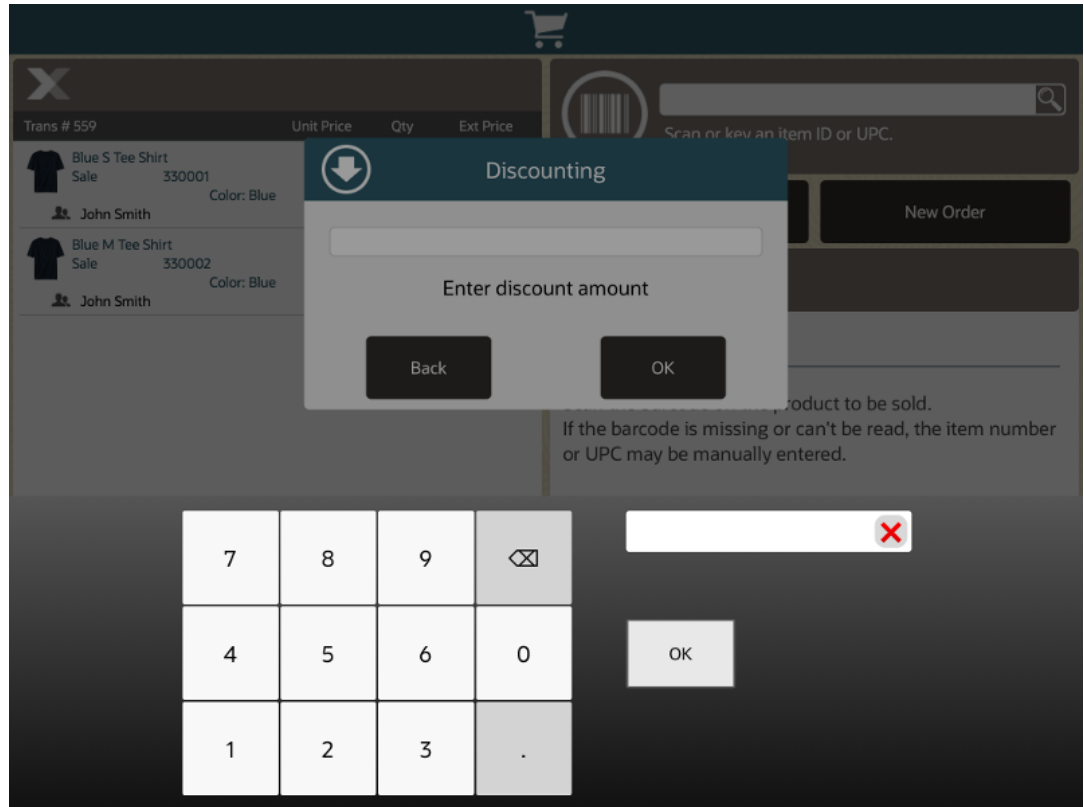 Trans # 559 Unit Price Qty Ext Price
Blue S Tee Shirt
Sale 330001
Color: Blue
John Smith
Blue M Tee Shirt
Sale 330002
Color: Blue
John Smith
Scan or key an item ID or UPC.
New Order
Discounting
Enter discount amount
Back OK
product to be sold.
If the barcode is missing or can't be read, the item number
or UPC may be manually entered.
7 8 9
4 5 6 0
1 2 3 .
OK